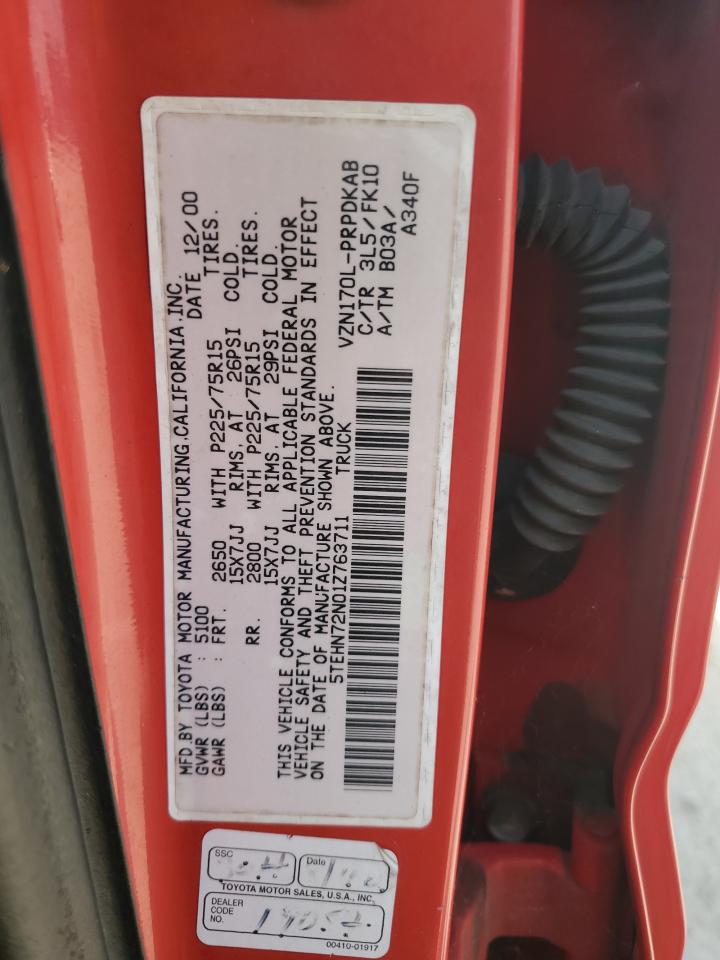 MFD.BY TOYOTA MOTOR MANUFACTURING.CALIFORNIA.INC.
GVWR (LBS) : 5100 DATE 12/00
GAWR (LBS) : FRT. 2650 WITH P225/75R15 TIRES.
15X7JJ RIMS, AT 26PSI COLD.
RR. 2800 WITH P225/75R15 TIRES.
15X7JJ RIMS, AT 29PSI COLD.
THIS VEHICLE CONFORMS TO ALL APPLICABLE FEDERAL MOTOR
VEHICLE SAFETY AND THEFT PREVENTION STANDARDS IN EFFECT
ON THE DATE OF MANUFACTURE SHOWN ABOVE.
5TEHN72N01Z763711 TRUCK
VZN170L-PRPDKAB
C/TR 3L5/FK10
A/TM B03A/
A340F
SSC
Date
TOYOTA MOTOR SALES, U.S.A., INC.
DEALER
CODE
NO.
00410-01917